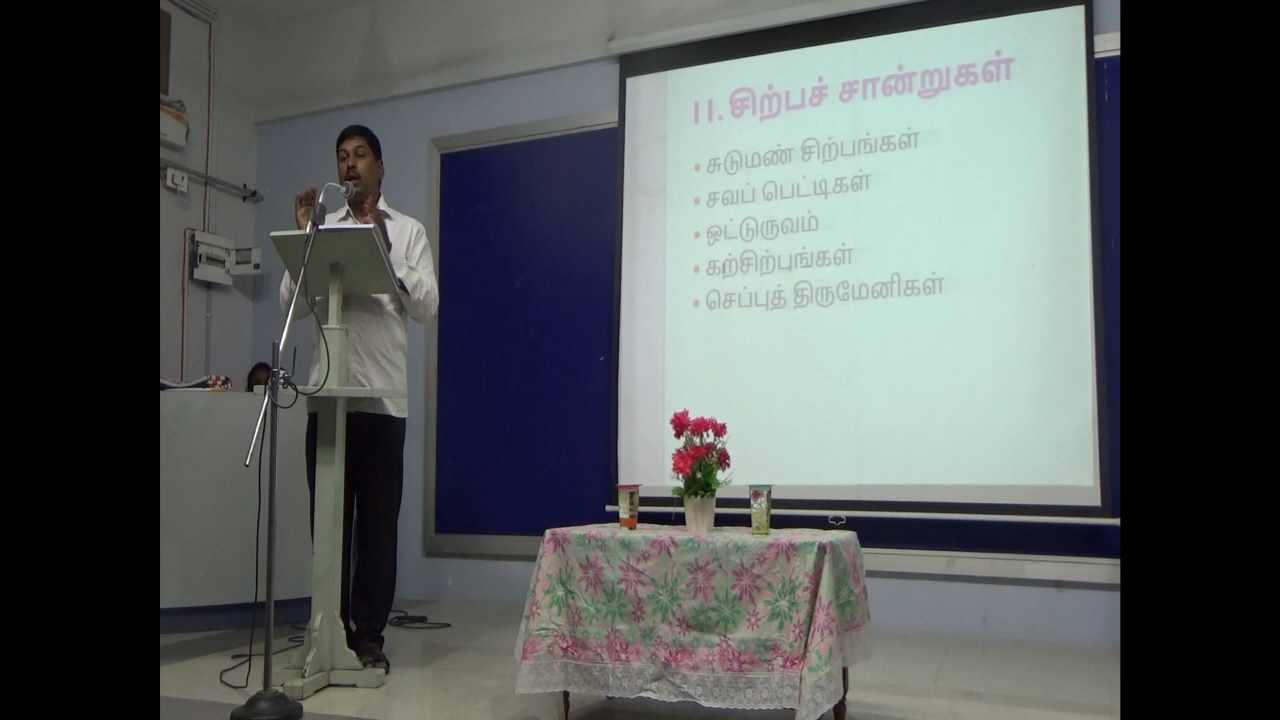 II. சிற்பச் சான்றுகள்
• சுடுமண் சிற்பங்கள்
• சவப் பெட்டிகள்
• ஒட்டுருவம்
• கற்சிற்பங்கள்
• செப்புத் திருமேனிகள்